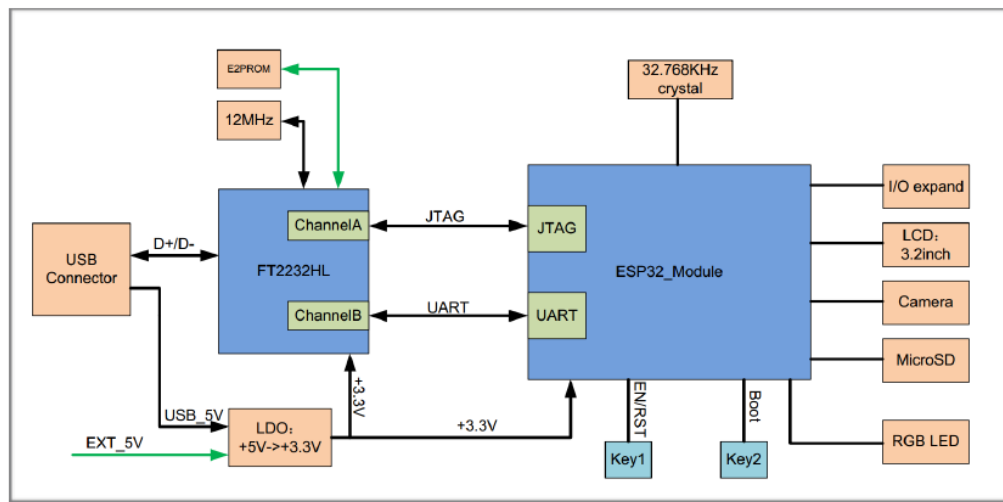 E2PROM
12MHz
32.768KHz
crystal
ChannelA
JTAG
JTAG
I/O expand
LCD：
3.2inch
USB
Connector
D+/D-
FT2232HL
ESP32_Module
Camera
ChannelB
UART
UART
MicroSD
+3.3V
EN/RST
Boot
USB_5V
EXT_5V
LDO：
+5V->+3.3V
+3.3V
Key1
Key2
RGB LED